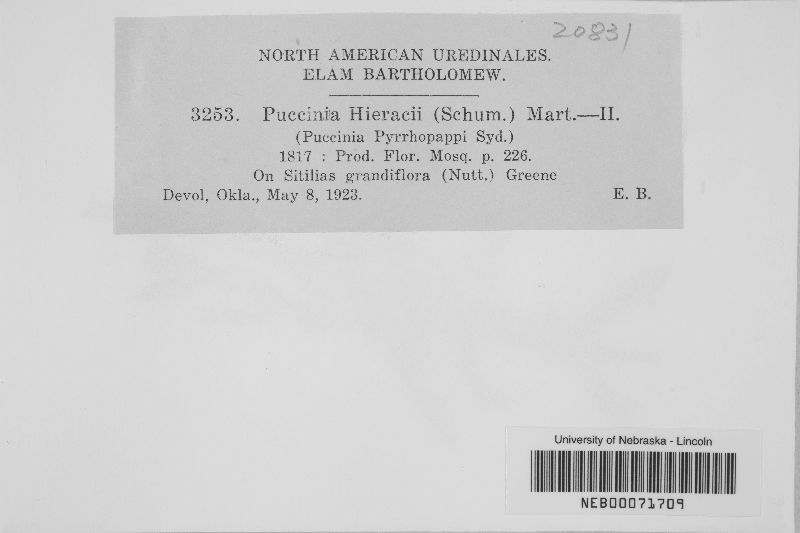 20831
NORTH AMERICAN UREDINALES.
ELAM BARTHOLOMEW.
3253. Puccinia Hieracii (Schum.) Mart.—II.
(Puccinia Pyrrhopappi Syd.)
1817 : Prod. Flor. Mosq. p. 226.
On Sitilias grandiflora (Nutt.) Greene
Devol, Okla., May 8, 1923. E. B.
University of Nebraska - Lincoln
NEB00071709